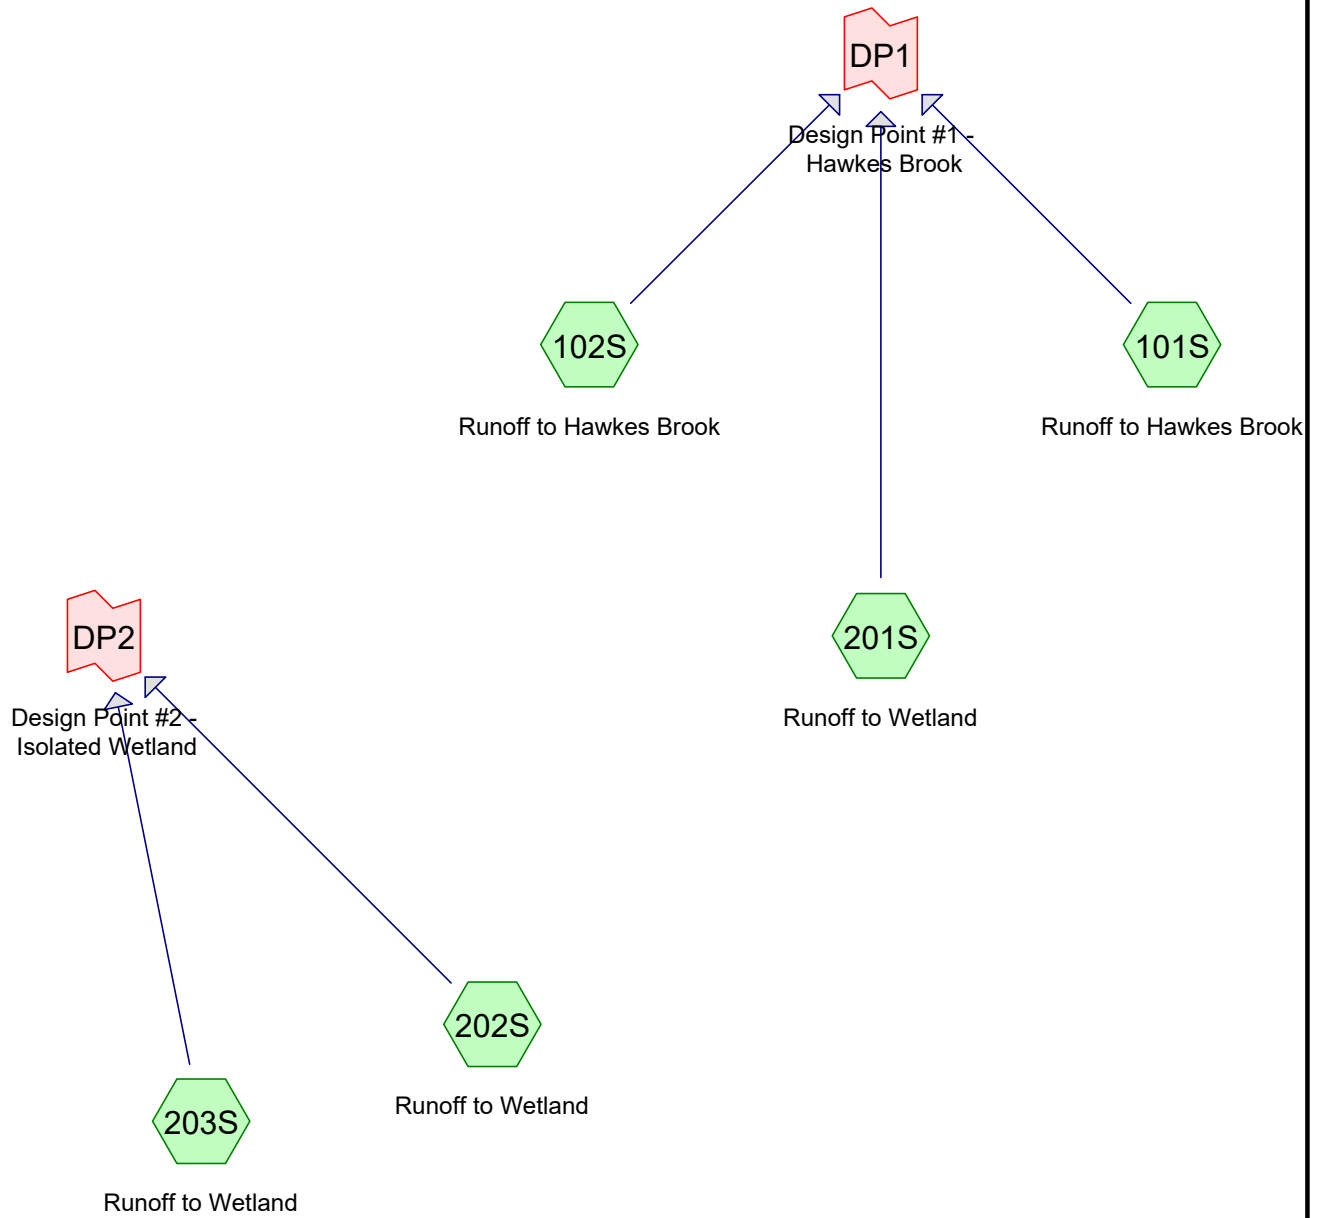 DP1
Design Point #1 -
Hawkes Brook
102S
Runoff to Hawkes Brook
101S
Runoff to Hawkes Brook
201S
Runoff to Wetland
DP2
Design Point #2 -
Isolated Wetland
202S
Runoff to Wetland
203S
Runoff to Wetland